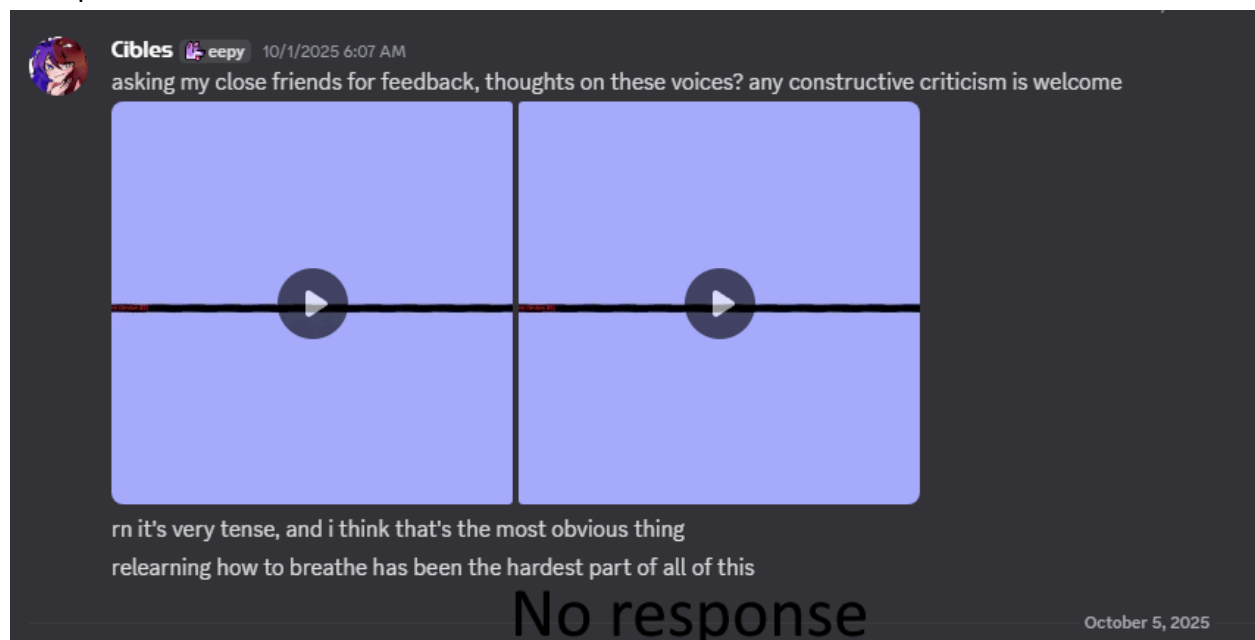 Cibles eepy 10/1/2025 6:07 AM
asking my close friends for feedback, thoughts on these voices? any constructive criticism is welcome
rn it's very tense, and i think that's the most obvious thing
relearning how to breathe has been the hardest part of all of this
No response
October 5, 2025